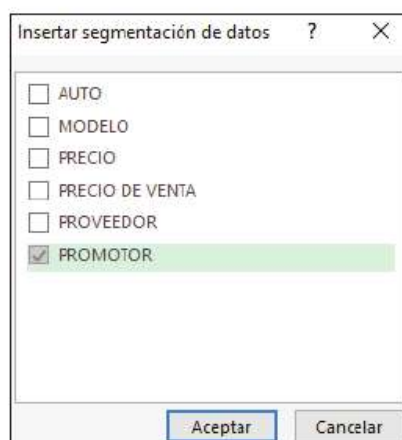 Insertar segmentación de datos ? ×
AUTO
MODELO
PRECIO
PRECIO DE VENTA
PROVEEDOR
PROMOTOR
Aceptar Cancelar